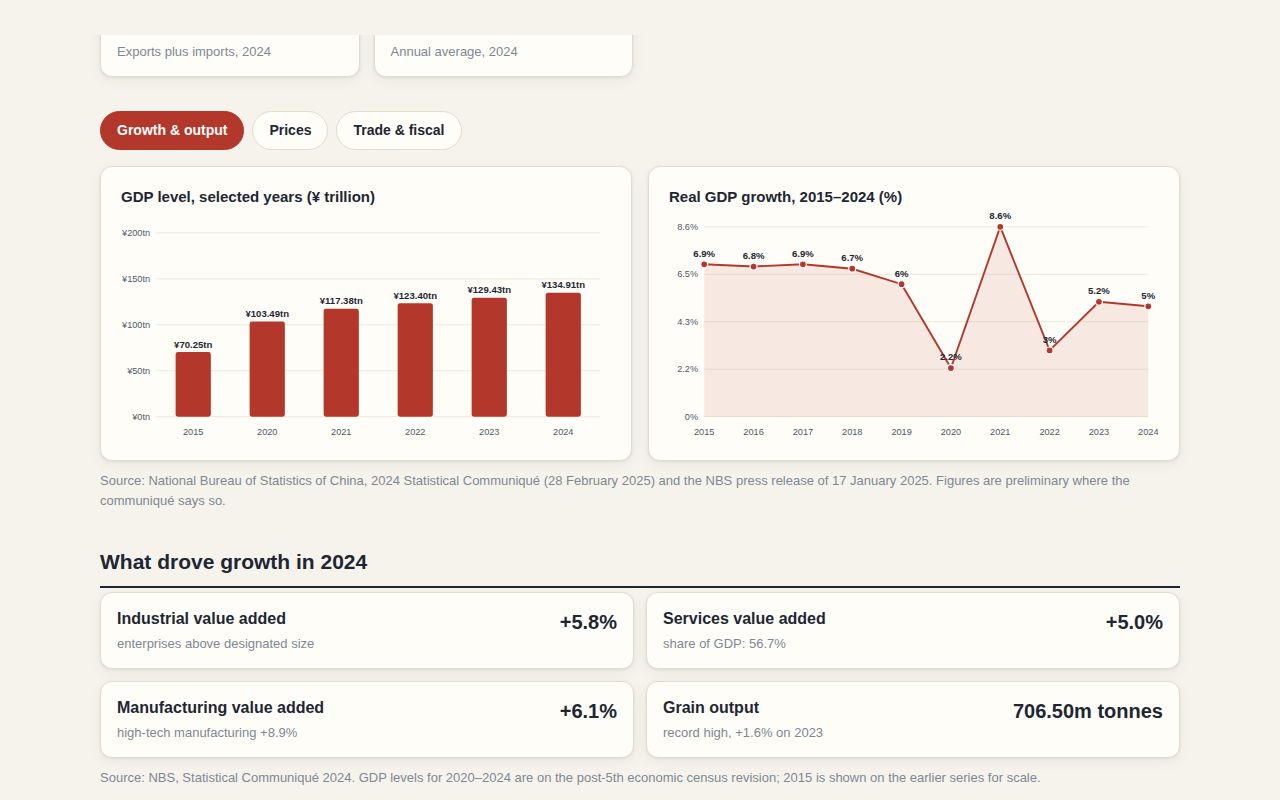 Exports plus imports, 2024
Annual average, 2024
Growth & output
Prices
Trade & fiscal
GDP level, selected years (¥ trillion)
¥200tn
¥150tn
¥100tn
¥50tn
¥0tn
¥70.25tn
¥103.49tn
¥117.38tn
¥123.40tn
¥129.43tn
¥134.91tn
2015
2020
2021
2022
2023
2024
Real GDP growth, 2015–2024 (%)
8.6%
6.5%
4.3%
2.2%
0%
6.9%
6.8%
6.9%
6.7%
6%
2.2%
8.6%
3%
5.2%
5%
2015
2016
2017
2018
2019
2020
2021
2022
2023
2024
Source: National Bureau of Statistics of China, 2024 Statistical Communiqué (28 February 2025) and the NBS press release of 17 January 2025. Figures are preliminary where the
communiqué says so.
What drove growth in 2024
Industrial value added
+5.8%
enterprises above designated size
Services value added
+5.0%
share of GDP: 56.7%
Manufacturing value added
+6.1%
high-tech manufacturing +8.9%
Grain output
706.50m tonnes
record high, +1.6% on 2023
Source: NBS, Statistical Communiqué 2024. GDP levels for 2020–2024 are on the post-5th economic census revision; 2015 is shown on the earlier series for scale.